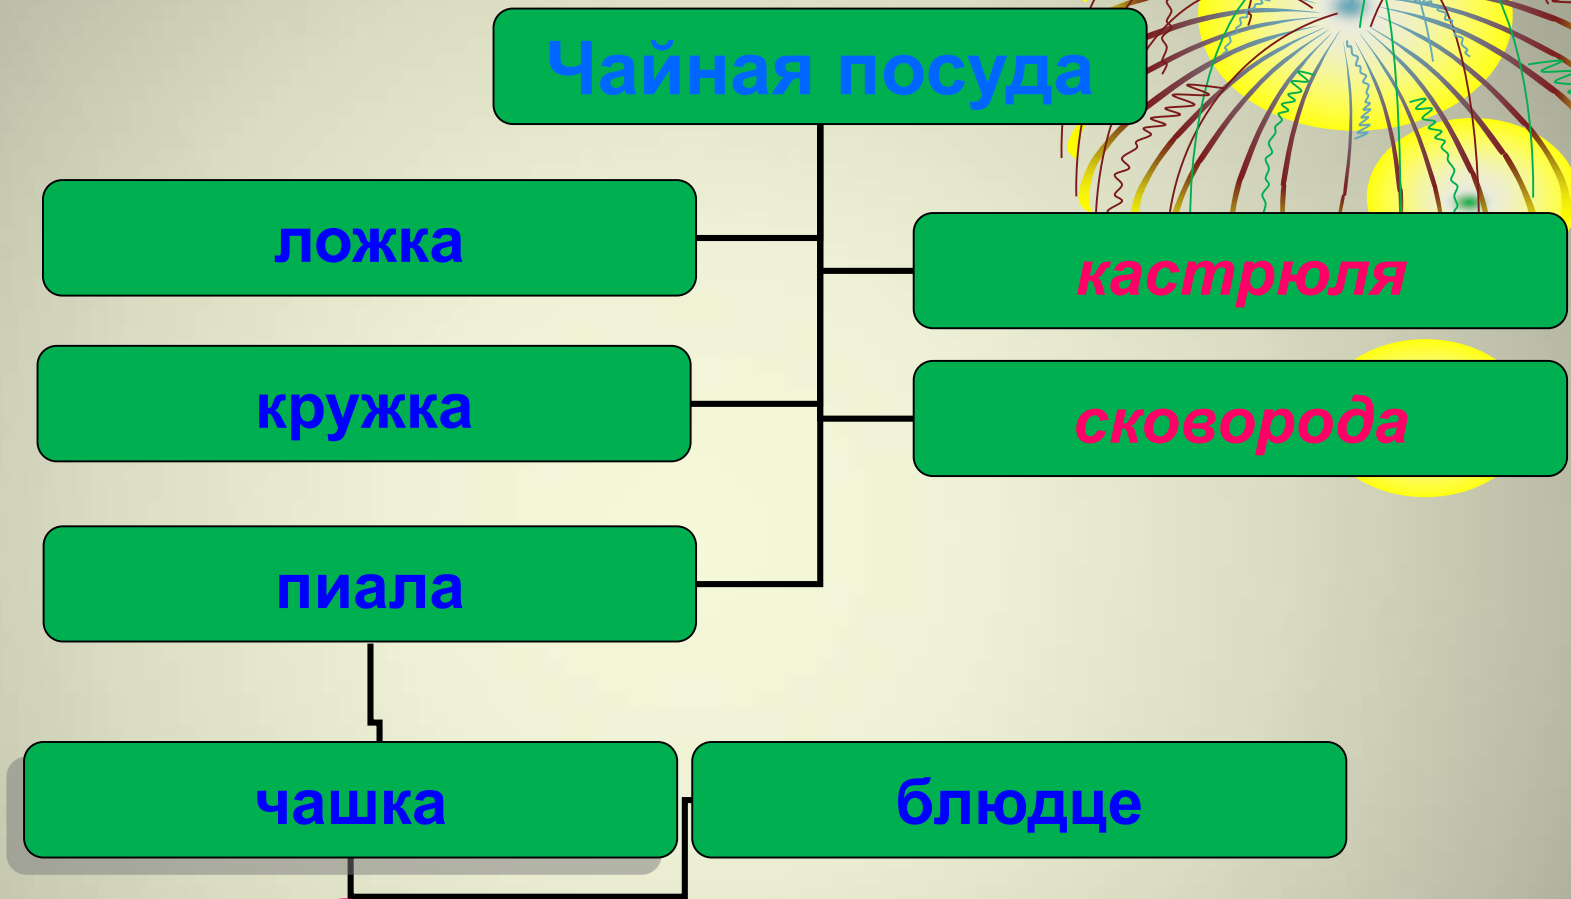 Чайная посуда
ложка
кастрюля
кружка
сковорода
пиала
чашка
блюдце